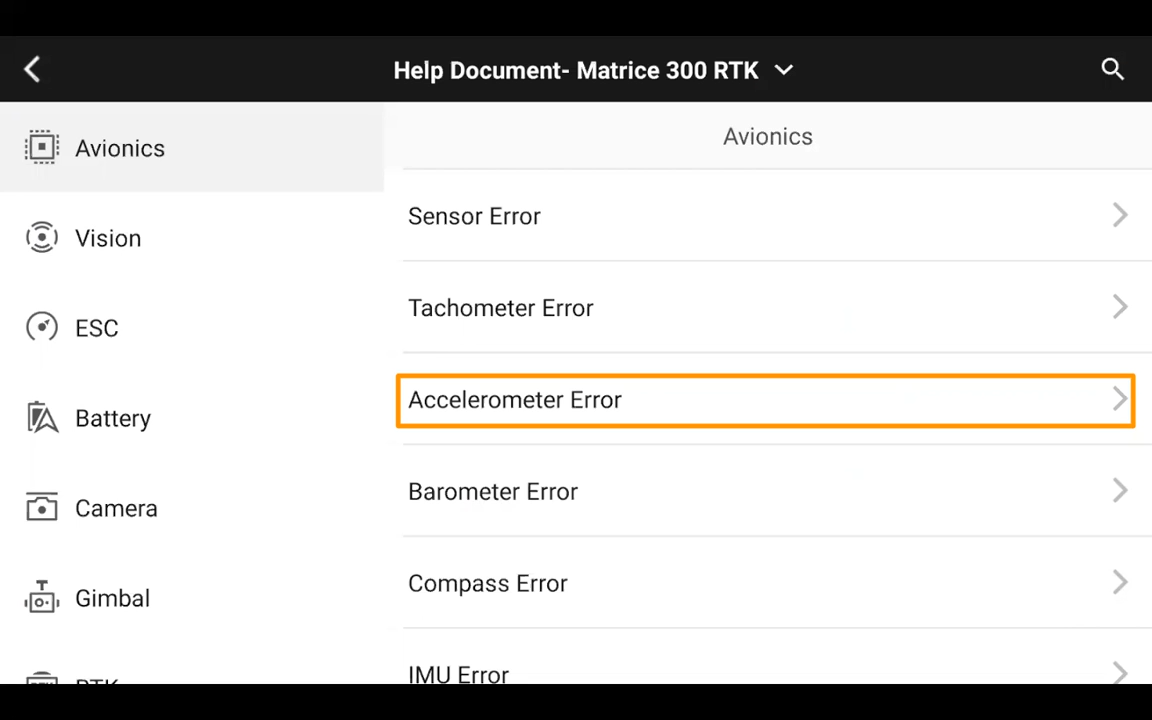 Help Document- Matrice 300 RTK
Avionics
Vision
ESC
Battery
Camera
Gimbal
RTK
Avionics
Sensor Error
Tachometer Error
Accelerometer Error
Barometer Error
Compass Error
IMU Error